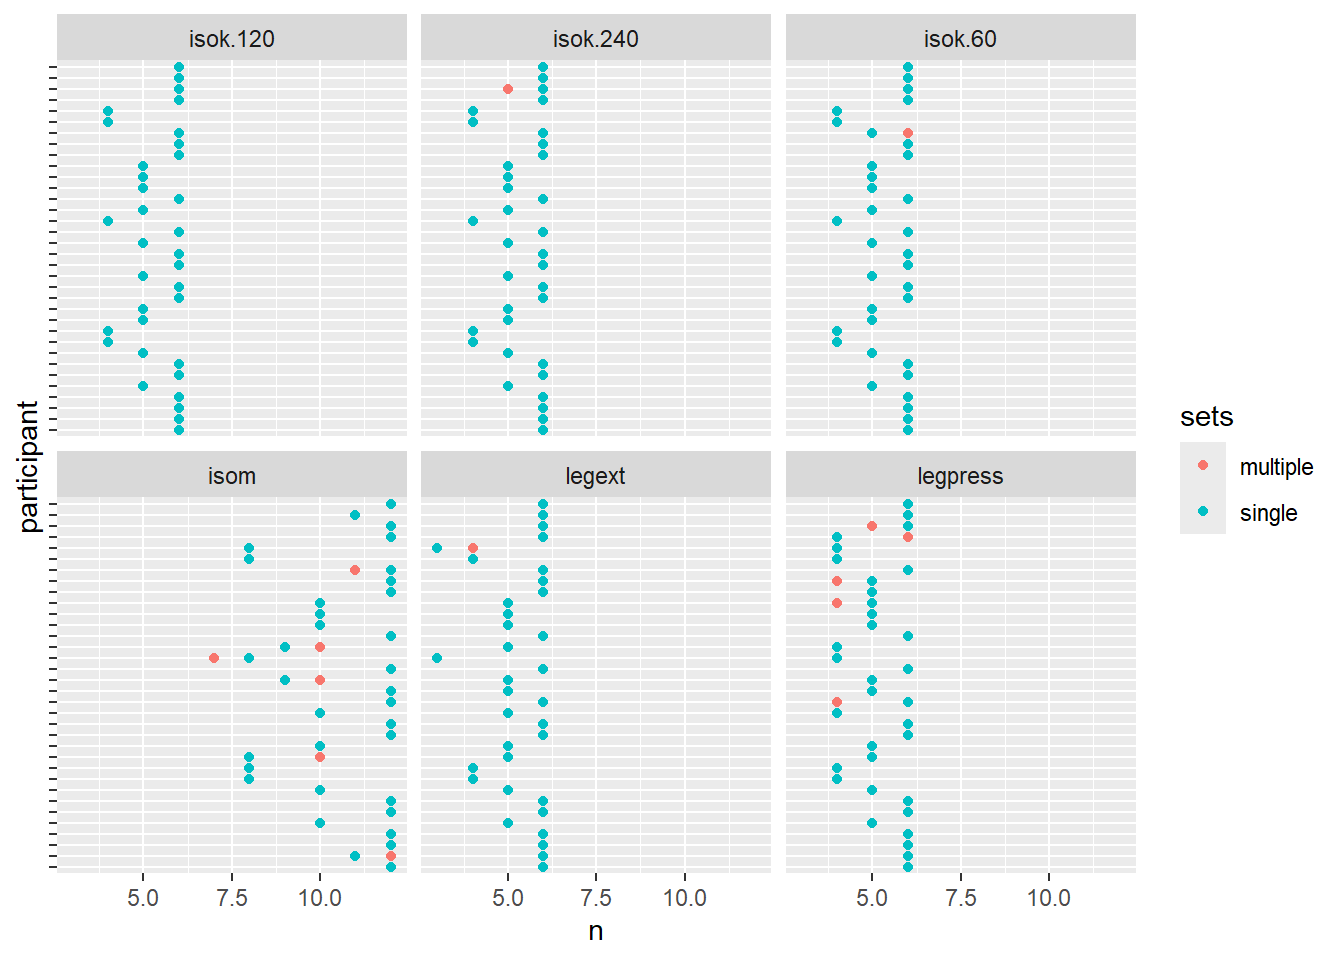 isok.120 isok.240 isok.60
participant
isom legext legpress
5.0 7.5 10.0 5.0 7.5 10.0 5.0 7.5 10.0
n
sets
multiple
single